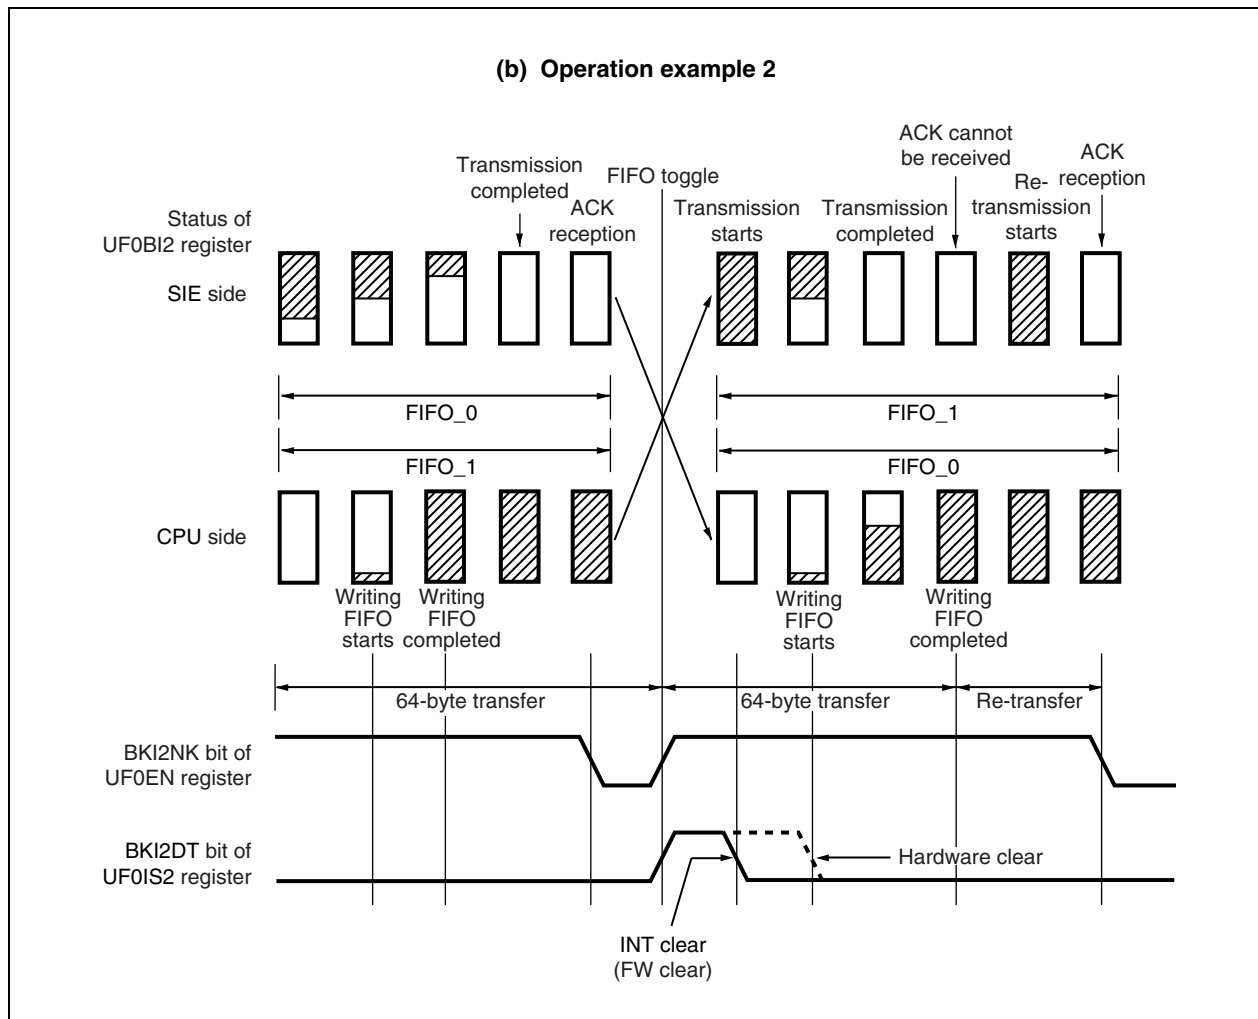 (b) Operation example 2
ACK cannot
be received
ACK
reception
Transmission
completed
FIFO toggle
Re-
transmission
starts
Status of
UF0BI2 register
ACK
reception
Transmission
starts
Transmission
completed
SIE side
FIFO_0
FIFO_1
FIFO_1
FIFO_0
CPU side
Writing
FIFO
starts
Writing
FIFO
completed
Writing
FIFO
starts
Writing
FIFO
completed
64-byte transfer
64-byte transfer
Re-transfer
BKI2NK bit of
UF0EN register
BKI2DT bit of
UF0IS2 register
Hardware clear
INT clear
(FW clear)